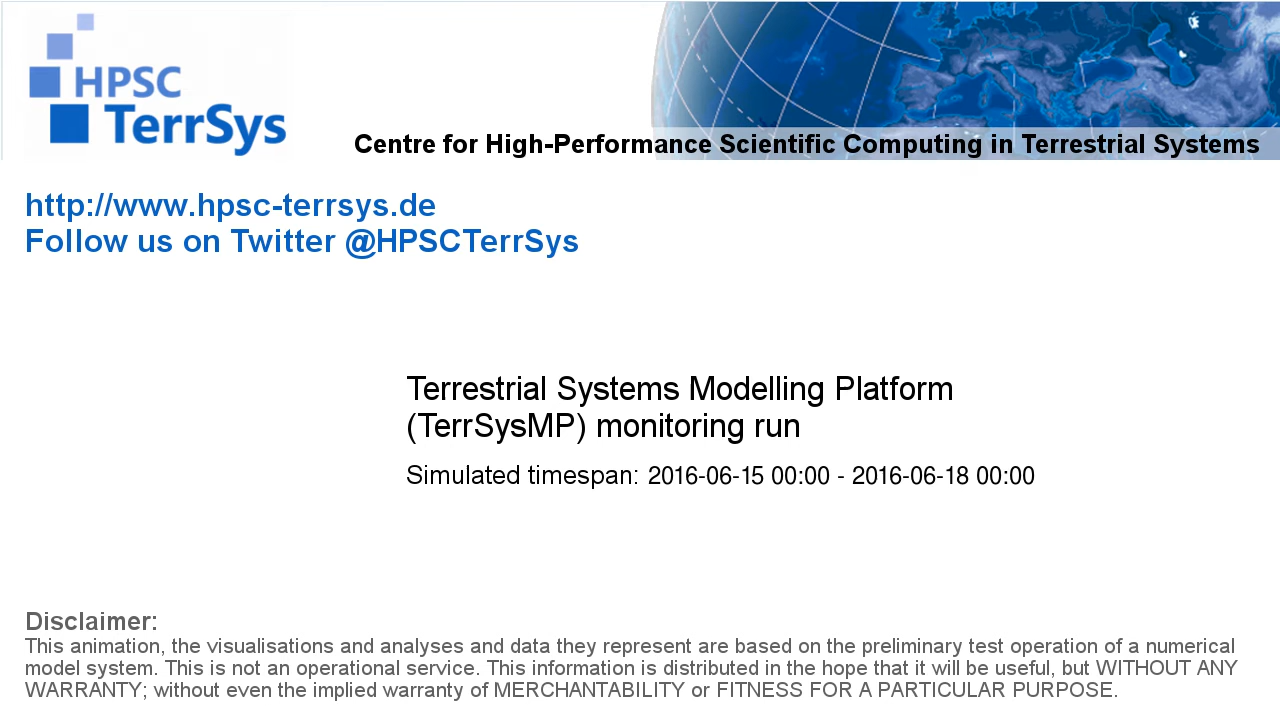 HPSC
TerrSys
Centre for High-Performance Scientific Computing in Terrestrial Systems
http://www.hpsc-terrsys.de
Follow us on Twitter @HPSCTerrSys
Terrestrial Systems Modelling Platform
(TerrSysMP) monitoring run
Simulated timespan: 2016-06-15 00:00 - 2016-06-18 00:00
Disclaimer:
This animation, the visualisations and analyses and data they represent are based on the preliminary test operation of a numerical
model system. This is not an operational service. This information is distributed in the hope that it will be useful, but WITHOUT ANY
WARRANTY; without even the implied warranty of MERCHANTABILITY or FITNESS FOR A PARTICULAR PURPOSE.